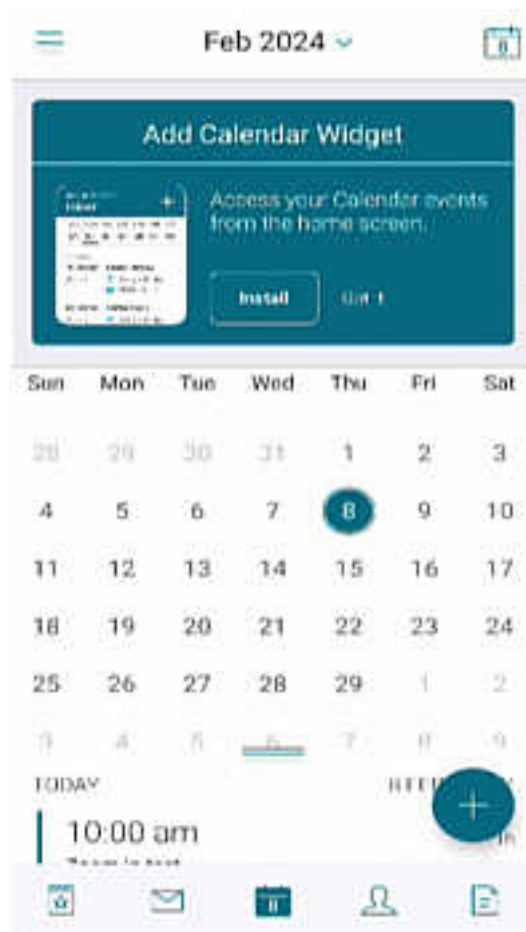 Feb 2024
8
Add Calendar Widget
Access your Calendar events
from the home screen.
Install
Sun Mon Tue Wed Thu Fri Sat
28 29 30 31 1 2 3
4 5 6 7 8 9 10
11 12 13 14 15 16 17
18 19 20 21 22 23 24
25 26 27 28 29 1 2
3 4 5 6 7 8 9
TODAY
10:00 am
8